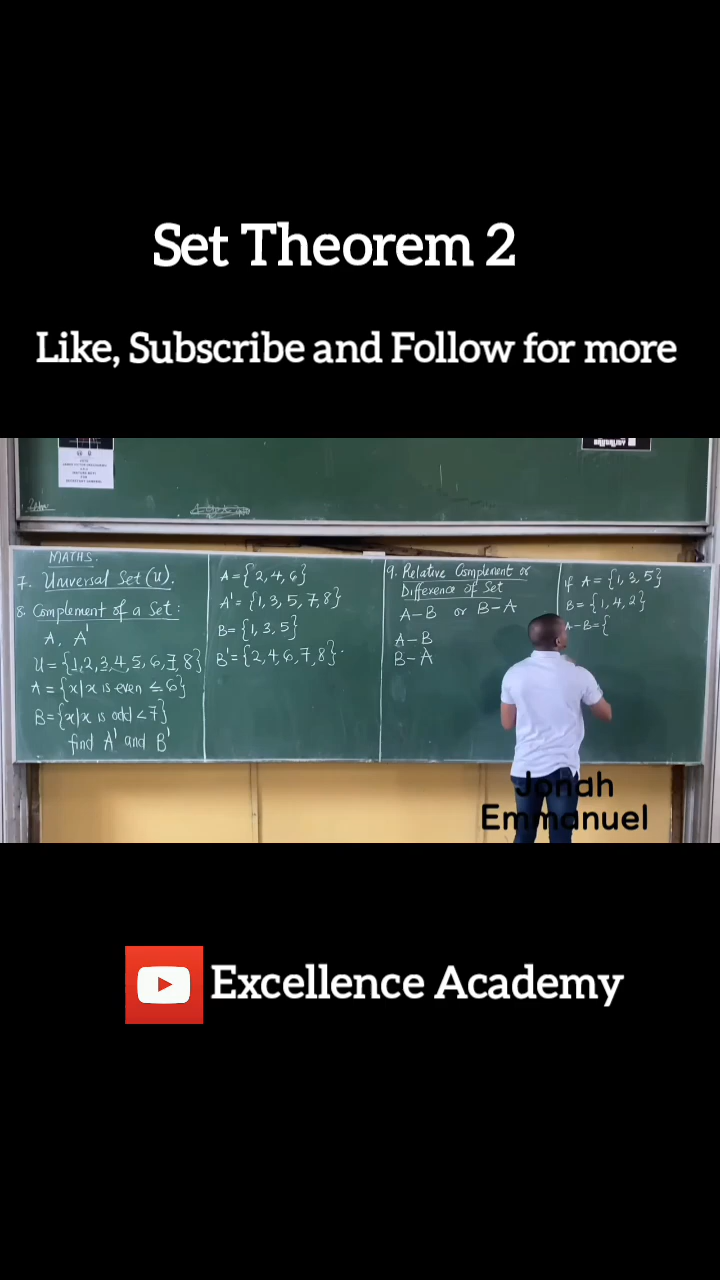 Set Theorem 2
Like, Subscribe and Follow for more
MATHS.
7. Universal Set (U).
8. Complement of a Set:
A, A'
U = {1,2,3,4,5,6,7,8}
A = {x|x is even ≤ 6}
B = {x|x is odd < 7}
find A' and B'
A = {2,4,6}
A' = {1,3,5,7,8}
B = {1,3,5}
B' = {2,4,6,7,8}.
9. Relative Complement or
Difference of Set
A-B or B-A
A-B
B-A
if A = {1,3,5}
B = {1,4,2}
A-B = {
Jonah
Emmanuel
Excellence Academy